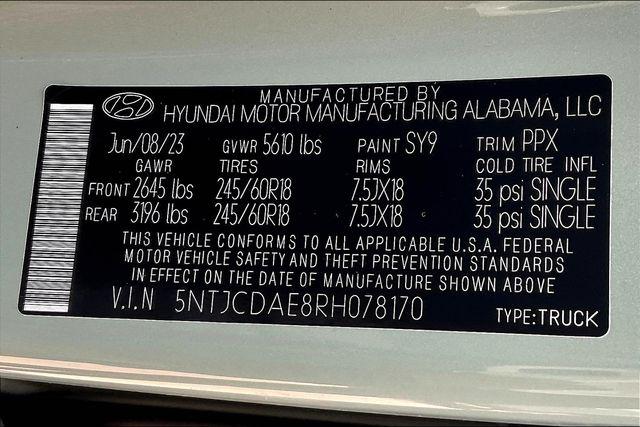 MANUFACTURED BY
HYUNDAI MOTOR MANUFACTURING ALABAMA, LLC
Jun/08/23 GVWR 5610 lbs PAINT SY9 TRIM PPX
GAWR TIRES RIMS COLD TIRE INFL
FRONT 2645 lbs 245/60R18 7.5JX18 35 psi SINGLE
REAR 3196 lbs 245/60R18 7.5JX18 35 psi SINGLE
THIS VEHICLE CONFORMS TO ALL APPLICABLE U.S.A. FEDERAL
MOTOR VEHICLE SAFETY AND THEFT PREVENTION STANDARDS
IN EFFECT ON THE DATE OF MANUFACTURE SHOWN ABOVE
V.I.N 5NTJCDAE8RH078170 TYPE:TRUCK